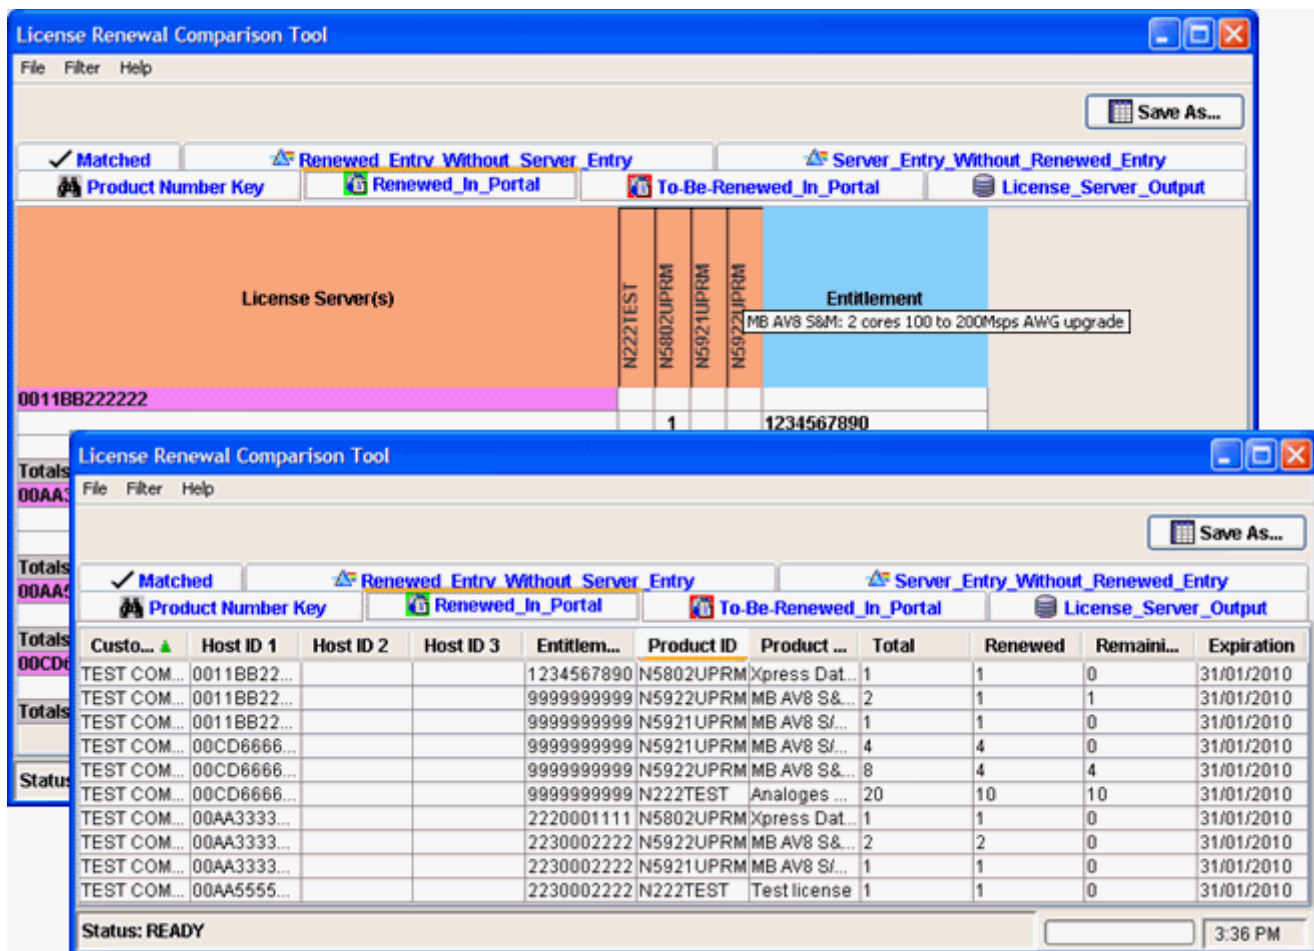 License Renewal Comparison Tool
File Filter Help
Save As...
Matched Renewed_Entry_Without_Server_Entry Server_Entry_Without_Renewed_Entry
Product Number Key Renewed_In_Portal To-Be-Renewed_In_Portal License_Server_Output
License Server(s) N222TEST N5802UPRM N5921UPRM N5922UPRM Entitlement
MB AV8 S&M: 2 cores 100 to 200Msps AWG upgrade
0011BB222222
1 1234567890
Totals
00AA3
Totals
00AA5
Totals
00CD6
Totals
Status
License Renewal Comparison Tool
File Filter Help
Save As...
Matched Renewed_Entry_Without_Server_Entry Server_Entry_Without_Renewed_Entry
Product Number Key Renewed_In_Portal To-Be-Renewed_In_Portal License_Server_Output
Custo... Host ID 1 Host ID 2 Host ID 3 Entitlem... Product ID Product ... Total Renewed Remaini... Expiration
TEST COM... 0011BB22... 1234567890 N5802UPRM Xpress Dat... 1 1 0 31/01/2010
TEST COM... 0011BB22... 9999999999 N5922UPRM MB AV8 S&... 2 1 1 31/01/2010
TEST COM... 0011BB22... 9999999999 N5921UPRM MB AV8 S/... 1 1 0 31/01/2010
TEST COM... 00CD6666... 9999999999 N5921UPRM MB AV8 S/... 4 4 0 31/01/2010
TEST COM... 00CD6666... 9999999999 N5922UPRM MB AV8 S&... 8 4 4 31/01/2010
TEST COM... 00CD6666... 9999999999 N222TEST Analoges ... 20 10 10 31/01/2010
TEST COM... 00AA3333... 2220001111 N5802UPRM Xpress Dat... 1 1 0 31/01/2010
TEST COM... 00AA3333... 2230002222 N5922UPRM MB AV8 S&... 2 2 0 31/01/2010
TEST COM... 00AA3333... 2230002222 N5921UPRM MB AV8 S/... 1 1 0 31/01/2010
TEST COM... 00AA5555... 2230002222 N222TEST Test license 1 1 0 31/01/2010
Status: READY 3:36 PM